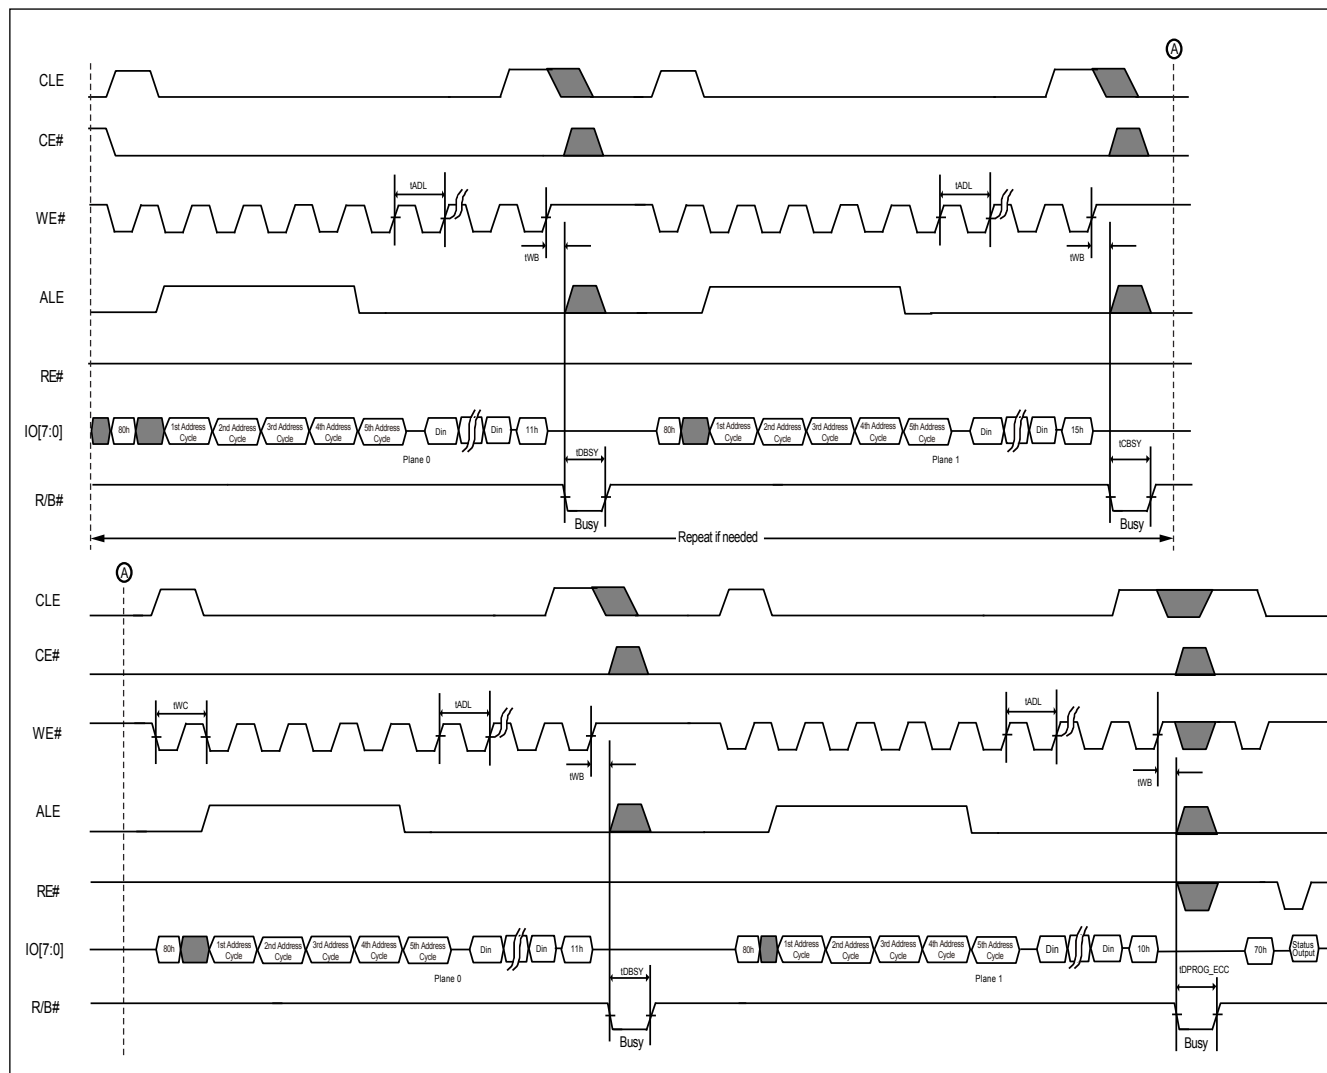 A
CLE
CE#
tADL
tADL
WE#
tWB
tWB
ALE
RE#
IO[7:0]
80h
1st Address Cycle
2nd Address Cycle
3rd Address Cycle
4th Address Cycle
5th Address Cycle
Din
Din
11h
80h
1st Address Cycle
2nd Address Cycle
3rd Address Cycle
4th Address Cycle
5th Address Cycle
Din
Din
15h
Plane 0
tDBSY
Plane 1
tCBSY
R/B#
Busy
Busy
Repeat if needed
A
CLE
CE#
tWC
tADL
tADL
WE#
tWB
tWB
ALE
RE#
IO[7:0]
80h
1st Address Cycle
2nd Address Cycle
3rd Address Cycle
4th Address Cycle
5th Address Cycle
Din
Din
11h
80h
1st Address Cycle
2nd Address Cycle
3rd Address Cycle
4th Address Cycle
5th Address Cycle
Din
Din
10h
70h
Status Output
Plane 0
tDBSY
Plane 1
tDPROG_ECC
R/B#
Busy
Busy